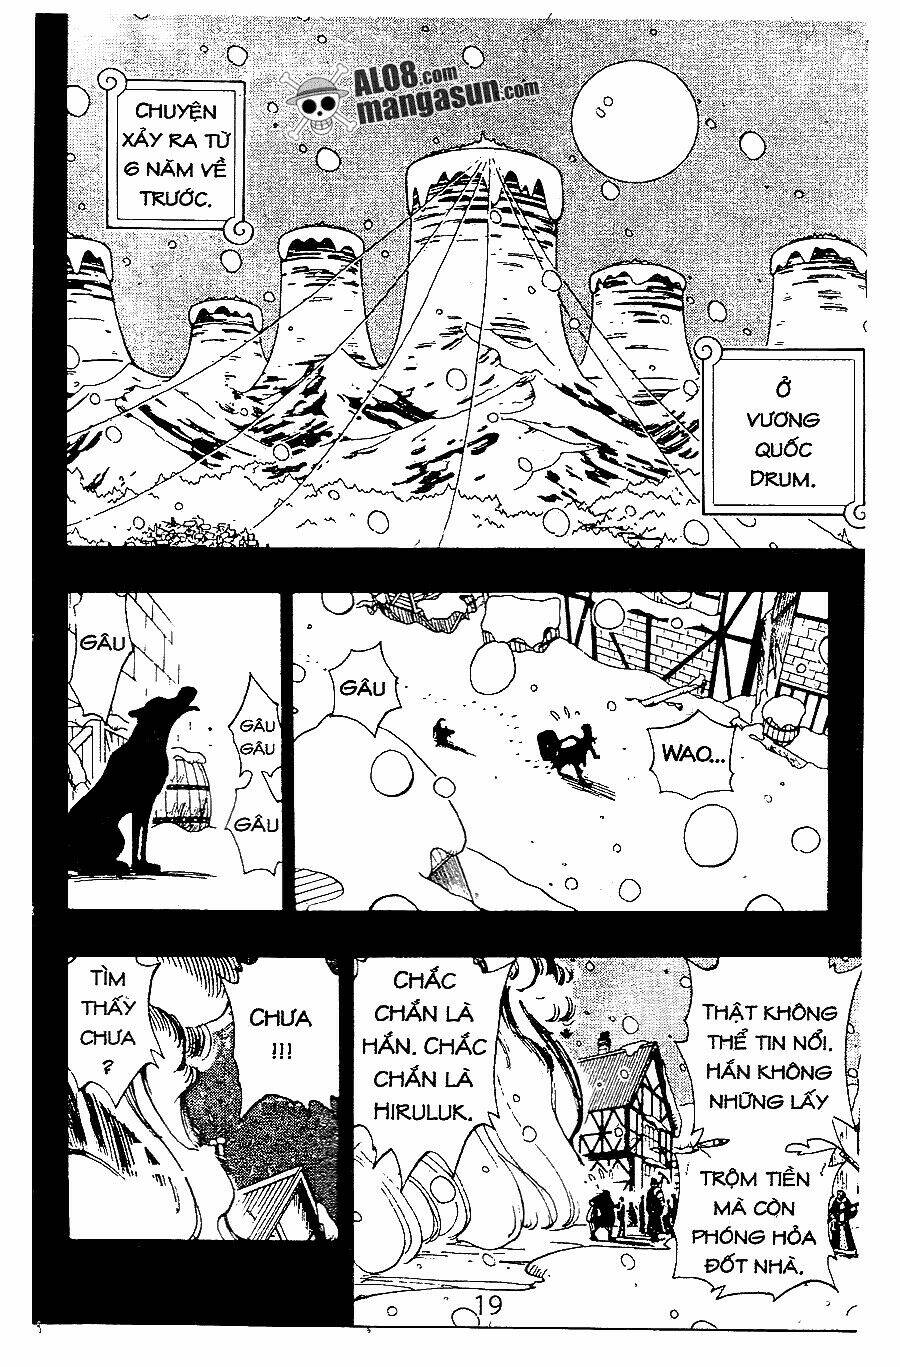 ALO8.com
mangasun.com
CHUYỆN
XẢY RA TỪ
6 NĂM VỀ
TRƯỚC.
Ở
VƯƠNG
QUỐC
DRUM.
GÂU
GÂU
GÂU
GÂU
GÂU
WAO...
TÌM
THẤY
CHƯA
?
CHƯA
!!!
CHẮC
CHẮN LÀ
HẮN. CHẮC
CHẮN LÀ
HIRULUK.
THẬT KHÔNG
THỂ TIN NỔI.
HẮN KHÔNG
NHỮNG LẤY
TRỘM TIỀN
MÀ CÒN
PHÓNG HỎA
ĐỐT NHÀ.
19